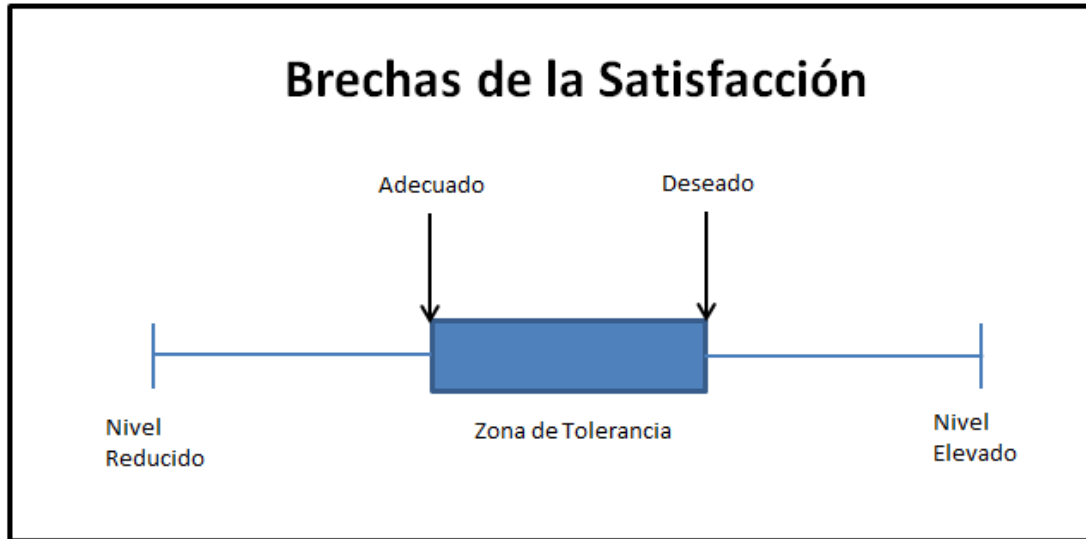 Brechas de la Satisfacción
Adecuado
Deseado
Nivel
Reducido
Zona de Tolerancia
Nivel
Elevado